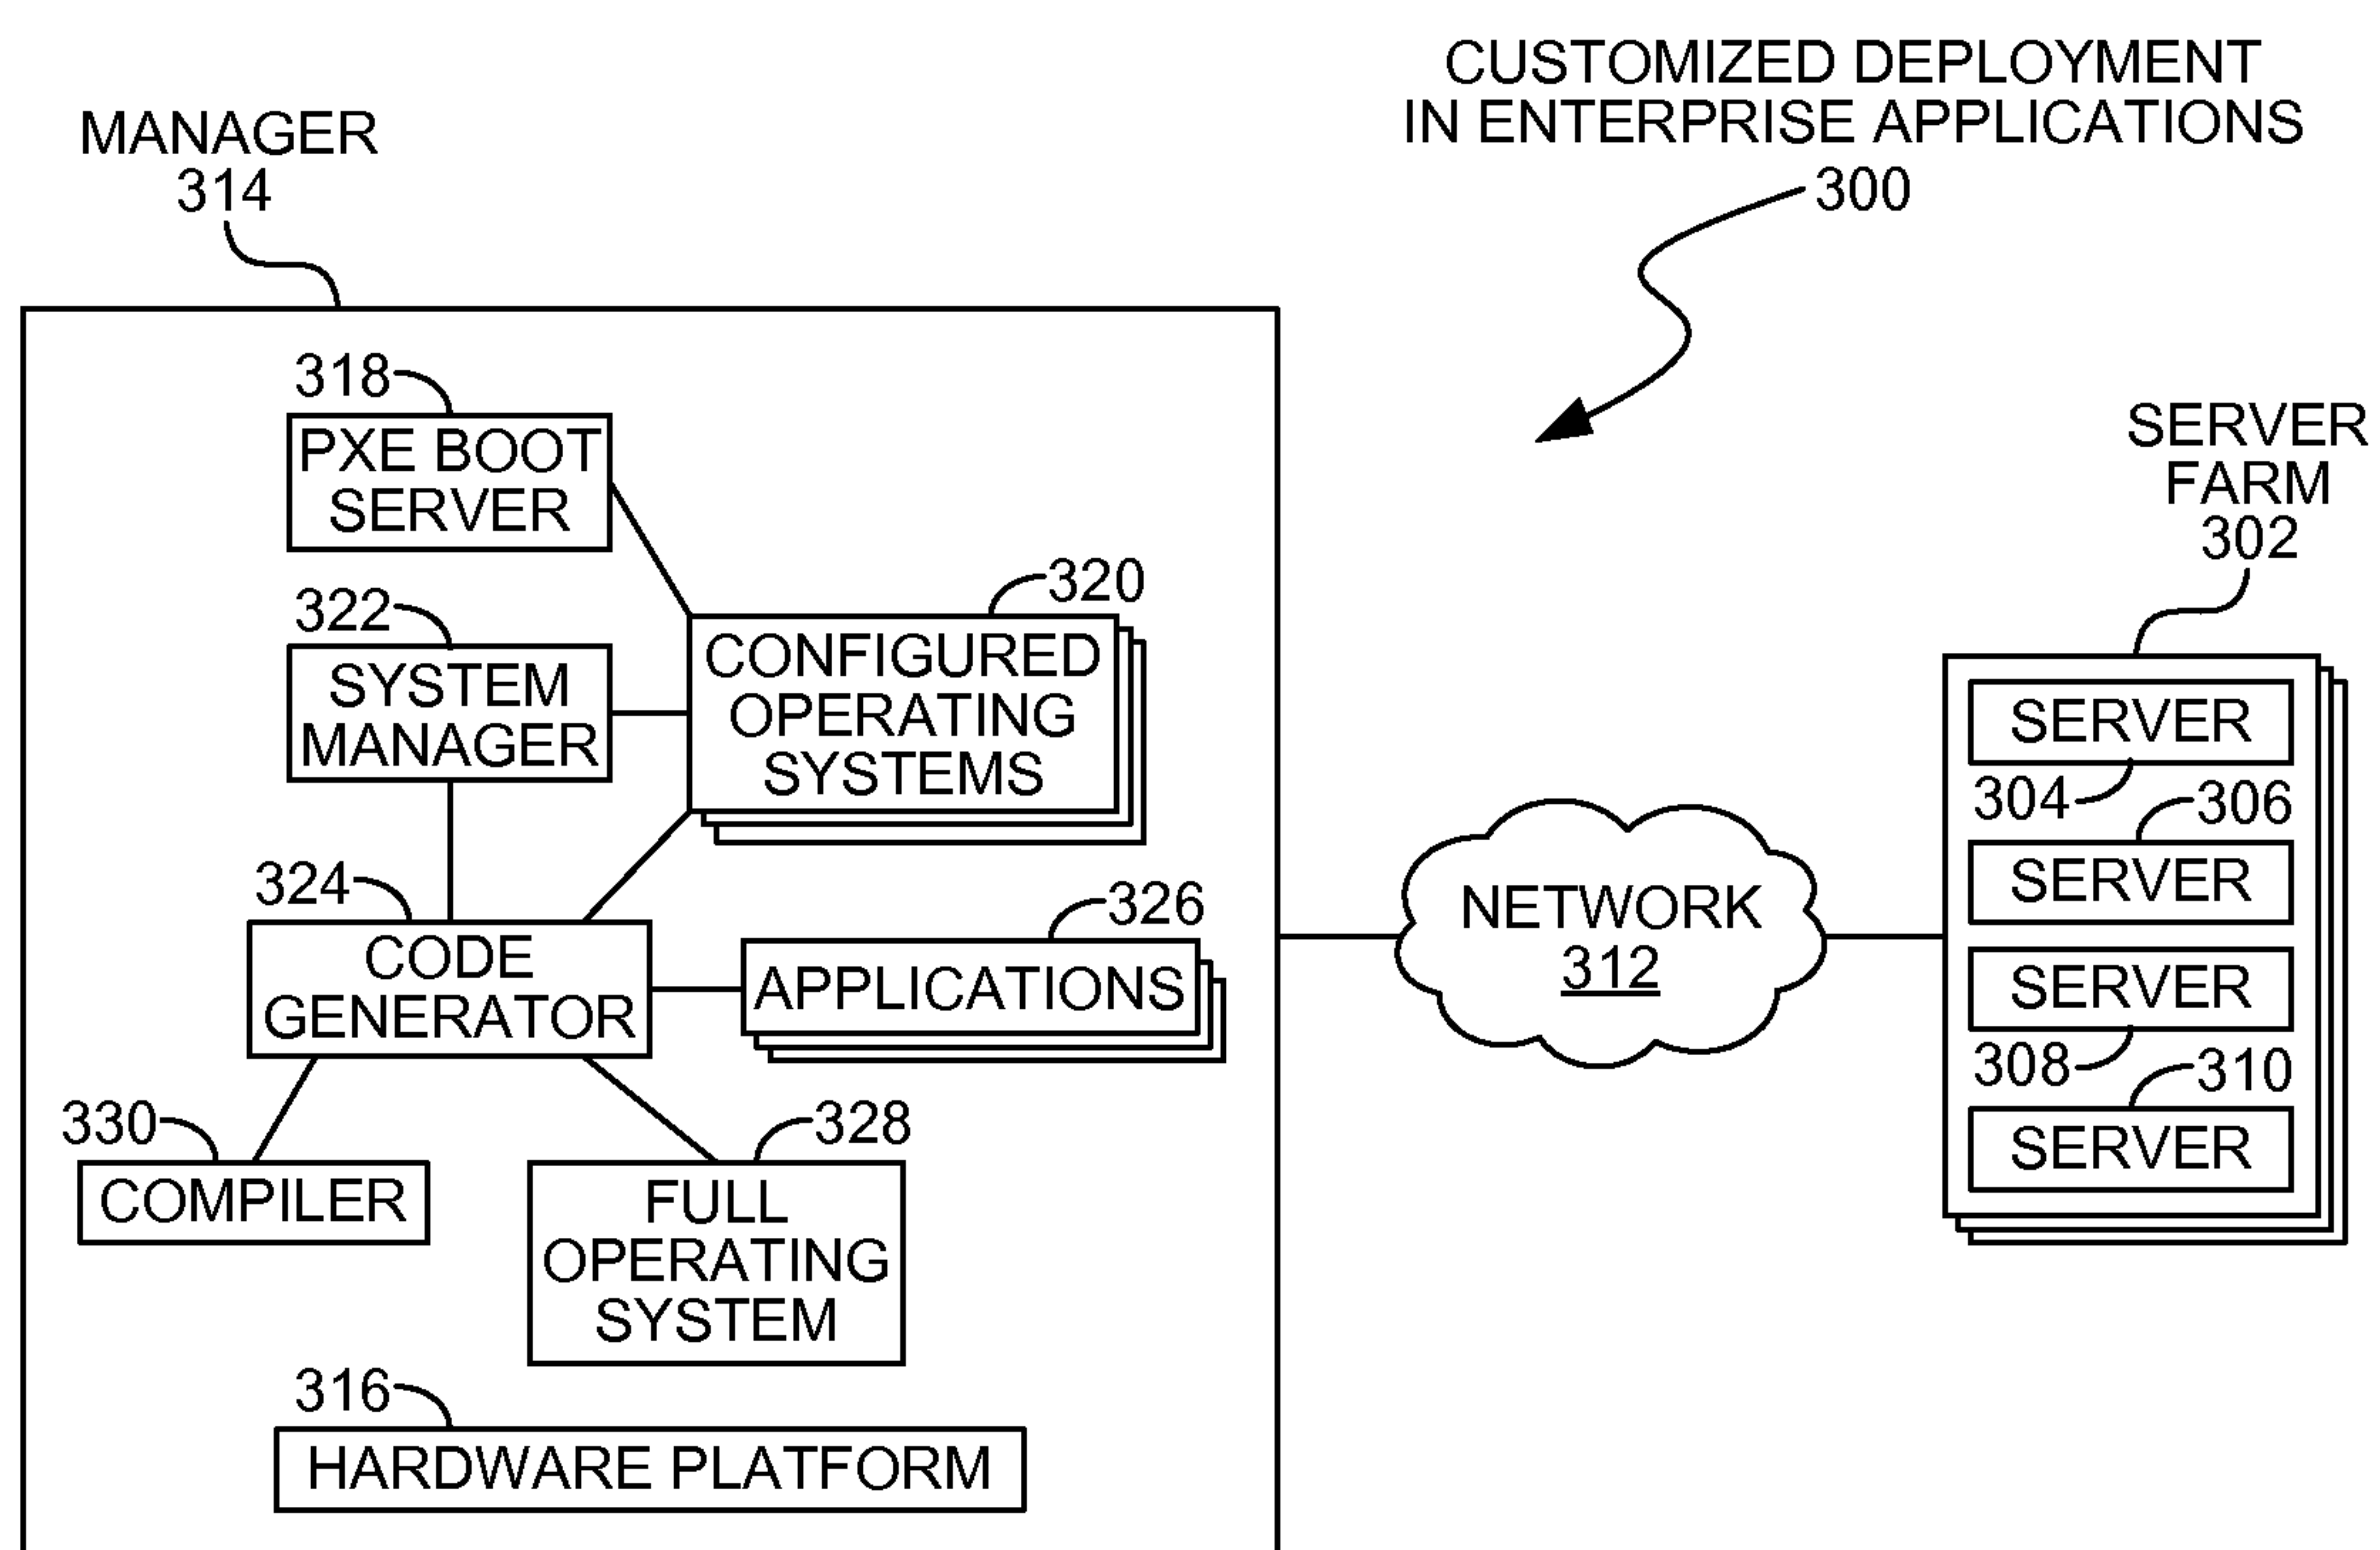 CUSTOMIZED DEPLOYMENT
IN ENTERPRISE APPLICATIONS
300
MANAGER
314
318
PXE BOOT
SERVER
320
CONFIGURED
OPERATING
SYSTEMS
322
SYSTEM
MANAGER
324
CODE
GENERATOR
326
APPLICATIONS
330
COMPILER
328
FULL
OPERATING
SYSTEM
316
HARDWARE PLATFORM
NETWORK
312
SERVER
FARM
302
SERVER
304
306
SERVER
SERVER
308
310
SERVER